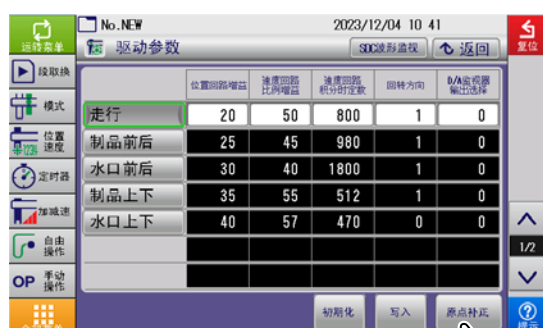 No.NEW 2023/12/04 10 41
运转菜单 驱动参数 SDC波形监视 返回 复位
段取换
位置回路增益 速度回路比例增益 速度回路积分时定数 回转方向 D/A监视器输出选择
模式 走行 20 50 800 1 0
位置速度 制品前后 25 45 980 1 0
定时器 水口前后 30 40 1800 1 0
加减速 制品上下 35 55 512 1 0
水口上下 40 57 470 0 0
自由操作 1/2
OP 手动操作
初期化 写入 原点补正 提示